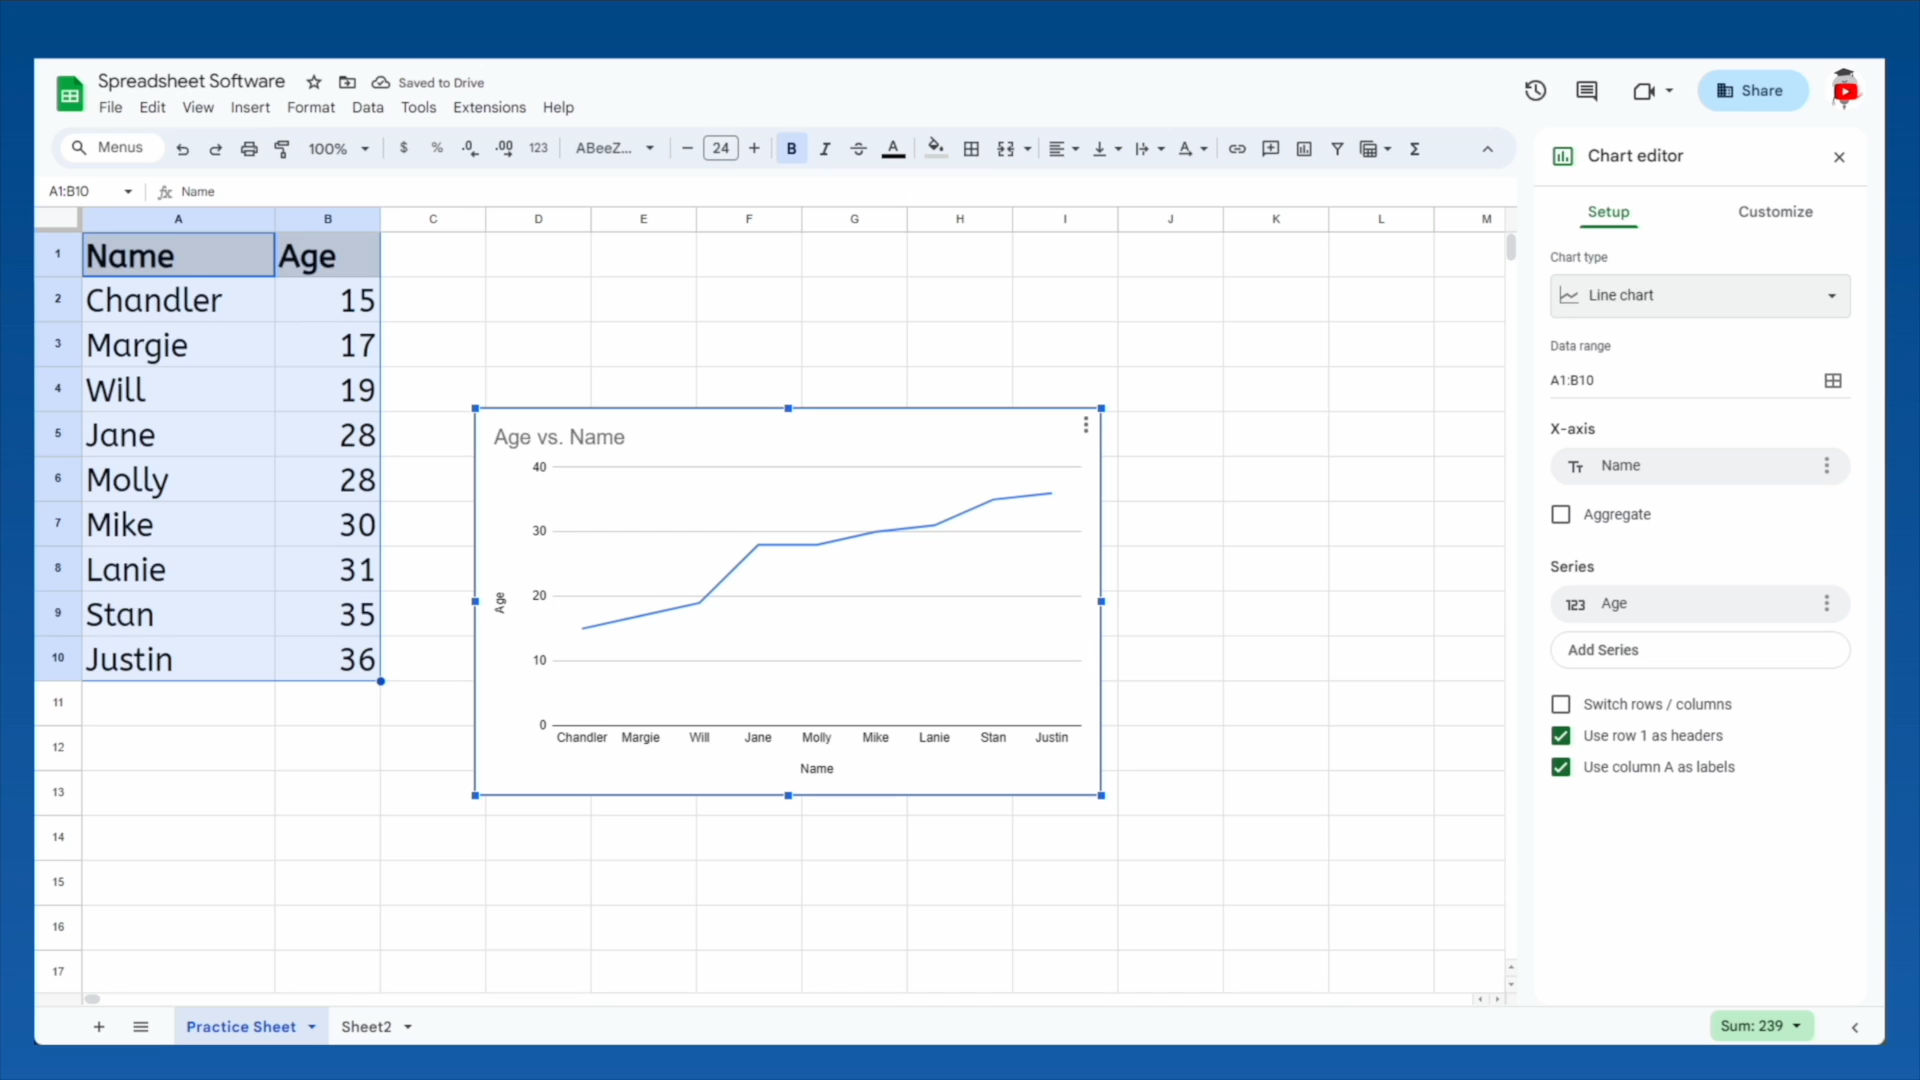 Spreadsheet Software Saved to Drive
File Edit View Insert Format Data Tools Extensions Help
Share
Menus 100% $ % .0 .00 123 ABeeZ... 24 B I A Σ
A1:B10 fx Name
A B C D E F G H I J K L M
1 Name Age
2 Chandler 15
3 Margie 17
4 Will 19
5 Jane 28
6 Molly 28
7 Mike 30
8 Lanie 31
9 Stan 35
10 Justin 36
11
12
13
14
15
16
17
Age vs. Name
40
30
20
10
0
Age
Chandler Margie Will Jane Molly Mike Lanie Stan Justin
Name
Chart editor
Setup Customize
Chart type
Line chart
Data range
A1:B10
X-axis
Tт Name
Aggregate
Series
123 Age
Add Series
Switch rows / columns
Use row 1 as headers
Use column A as labels
Practice Sheet Sheet2 Sum: 239